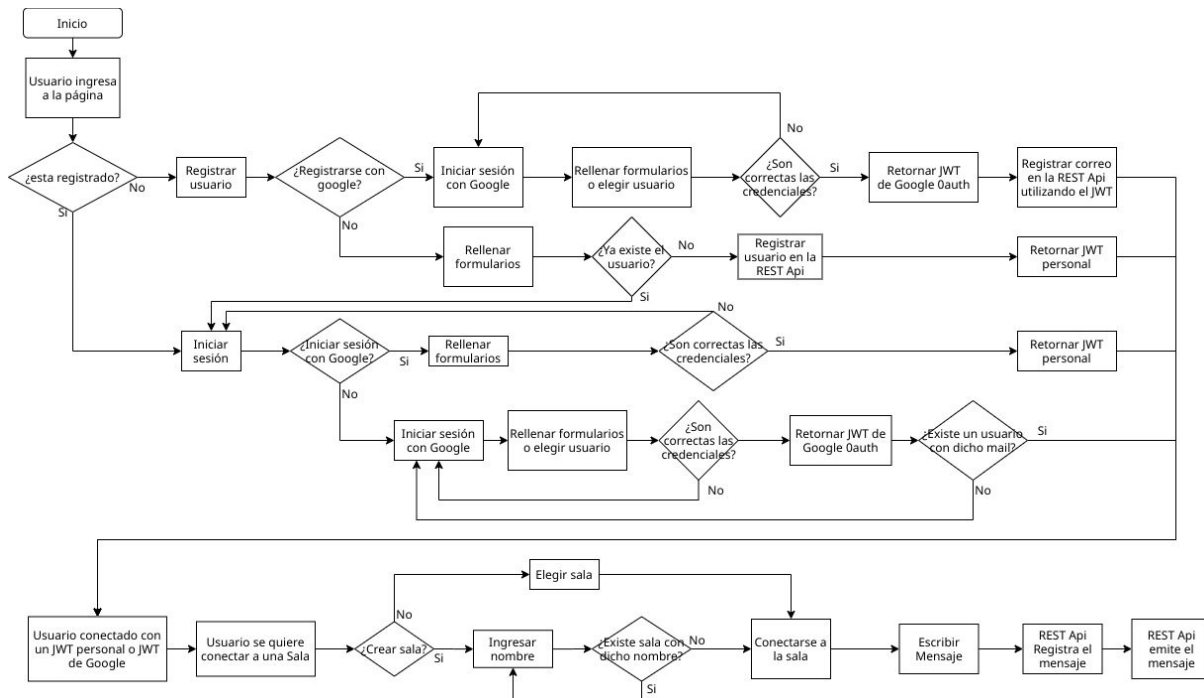 Inicio
Usuario ingresa
a la página
¿esta registrado?
No
Si
Registrar
usuario
¿Registrarse con
google?
Si
No
Iniciar sesión
con Google
Rellenar formularios
o elegir usuario
¿Son
correctas las
credenciales?
No
Si
Retornar JWT
de Google 0auth
Registrar correo
en la REST Api
utilizando el JWT
Rellenar
formularios
¿Ya existe el
usuario?
No
Si
Registrar
usuario en la
REST Api
Retornar JWT
personal
Iniciar
sesión
¿Iniciar sesión
con Google?
Si
No
Rellenar
formularios
¿Son correctas las
credenciales?
No
Si
Retornar JWT
personal
Iniciar sesión
con Google
Rellenar formularios
o elegir usuario
¿Son
correctas las
credenciales?
No
Retornar JWT de
Google 0auth
¿Existe un usuario
con dicho mail?
Si
No
Usuario conectado con
un JWT personal o JWT
de Google
Usuario se quiere
conectar a una Sala
¿Crear sala?
No
Si
Elegir sala
Ingresar
nombre
¿Existe sala con
dicho nombre?
No
Si
Conectarse a
la sala
Escribir
Mensaje
REST Api
Registra el
mensaje
REST Api
emite el
mensaje